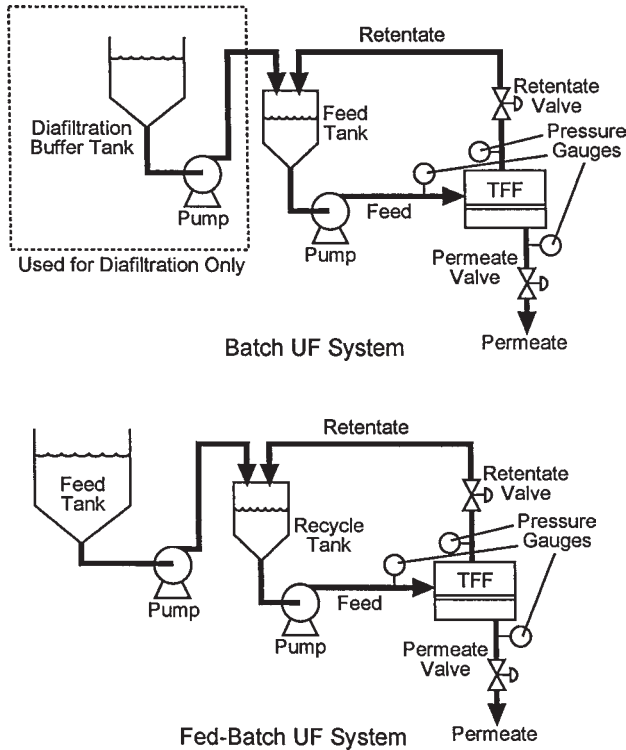 Retentate
Diafiltration
Buffer Tank
Pump
Used for Diafiltration Only
Feed
Tank
Pump
Feed
Retentate
Valve
Pressure
Gauges
TFF
Permeate
Valve
Permeate
Batch UF System
Retentate
Feed
Tank
Pump
Recycle
Tank
Pump
Feed
Retentate
Valve
Pressure
Gauges
TFF
Permeate
Valve
Permeate
Fed-Batch UF System